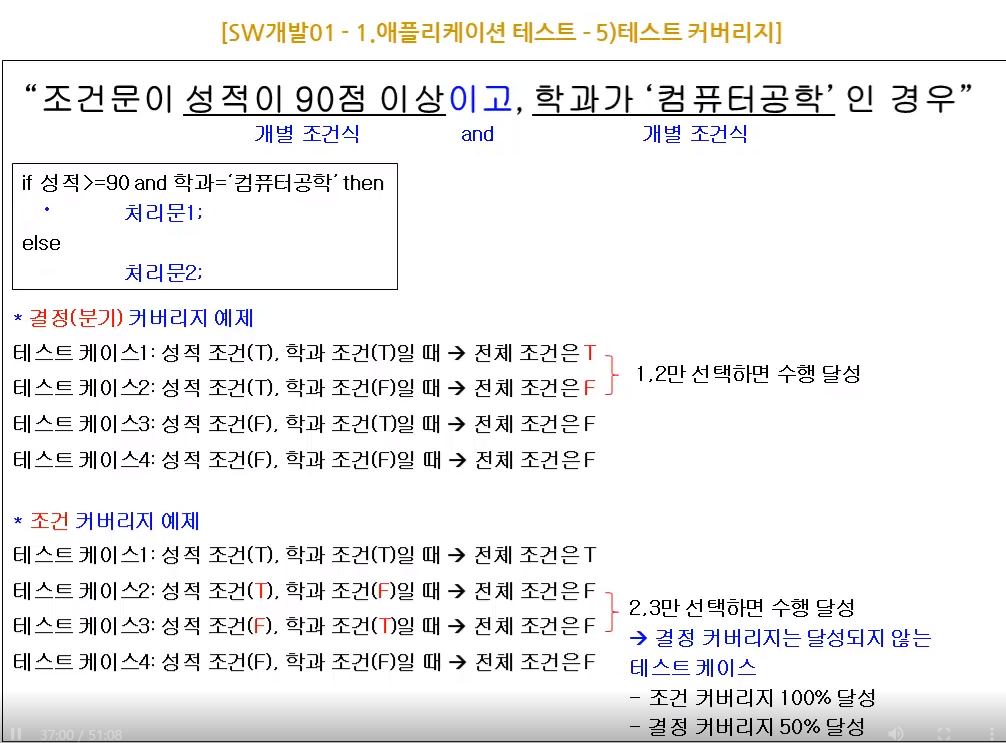 [SW개발01 - 1.애플리케이션 테스트 - 5)테스트 커버리지]
“조건문이 성적이 90점 이상이고, 학과가 ‘컴퓨터공학’ 인 경우”
개별 조건식 and 개별 조건식
if 성적>=90 and 학과=‘컴퓨터공학’ then
처리문1;
else
처리문2;
* 결정(분기) 커버리지 예제
테스트 케이스1: 성적 조건(T), 학과 조건(T)일 때 → 전체 조건은 T
테스트 케이스2: 성적 조건(T), 학과 조건(F)일 때 → 전체 조건은 F
1,2만 선택하면 수행 달성
테스트 케이스3: 성적 조건(F), 학과 조건(T)일 때 → 전체 조건은 F
테스트 케이스4: 성적 조건(F), 학과 조건(F)일 때 → 전체 조건은 F
* 조건 커버리지 예제
테스트 케이스1: 성적 조건(T), 학과 조건(T)일 때 → 전체 조건은 T
테스트 케이스2: 성적 조건(T), 학과 조건(F)일 때 → 전체 조건은 F
테스트 케이스3: 성적 조건(F), 학과 조건(T)일 때 → 전체 조건은 F
테스트 케이스4: 성적 조건(F), 학과 조건(F)일 때 → 전체 조건은 F
2,3만 선택하면 수행 달성
→ 결정 커버리지는 달성되지 않는
테스트 케이스
- 조건 커버리지 100% 달성
- 결정 커버리지 50% 달성
37:00 / 51:08